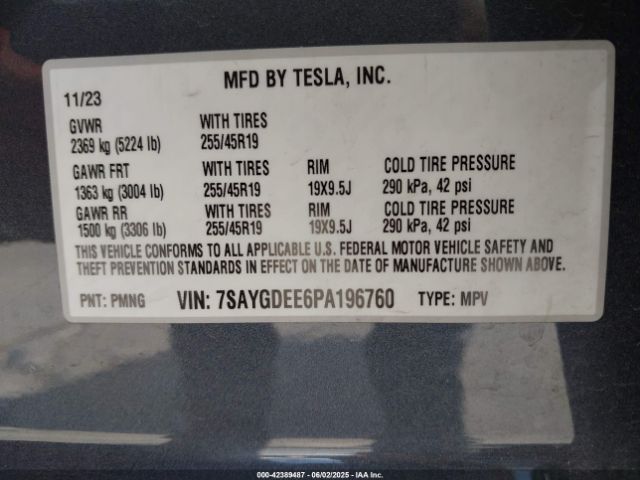 MFD BY TESLA, INC.
11/23
GVWR WITH TIRES
2369 kg (5224 lb) 255/45R19
GAWR FRT WITH TIRES RIM COLD TIRE PRESSURE
1363 kg (3004 lb) 255/45R19 19X9.5J 290 kPa, 42 psi
GAWR RR WITH TIRES RIM COLD TIRE PRESSURE
1500 kg (3306 lb) 255/45R19 19X9.5J 290 kPa, 42 psi
THIS VEHICLE CONFORMS TO ALL APPLICABLE U.S. FEDERAL MOTOR VEHICLE SAFETY AND
THEFT PREVENTION STANDARDS IN EFFECT ON THE DATE OF MANUFACTURE SHOWN ABOVE.
PNT: PMNG VIN: 7SAYGDEE6PA196760 TYPE: MPV
000-42389487 - 06/02/2025 - IAA Inc.